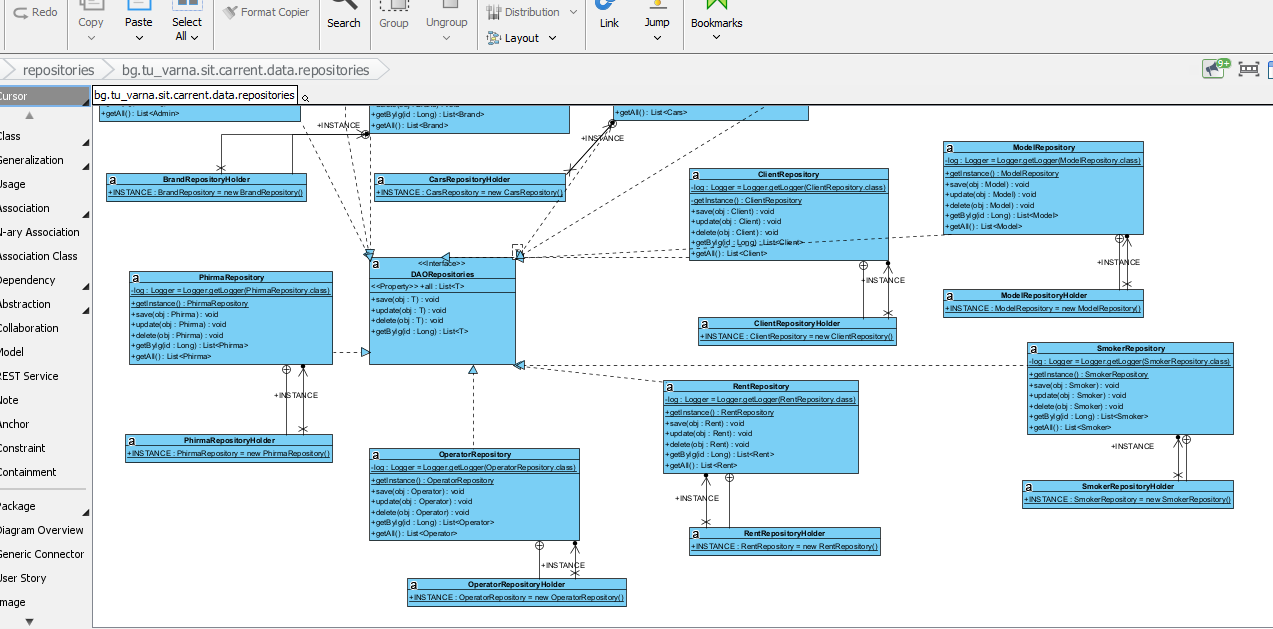 Redo
Copy
Paste
Select
All
Format Copier
Search
Group
Ungroup
Distribution
Layout
Link
Jump
Bookmarks
repositories
bg.tu_varna.sit.carrent.data.repositories
9+
Cursor
bg.tu_varna.sit.carrent.data.repositories
Class
Generalization
Usage
Association
N-ary Association
Association Class
Dependency
Abstraction
Collaboration
Model
REST Service
Note
Anchor
Constraint
Containment
Package
Diagram Overview
Generic Connector
User Story
Image
+getAll() : List<Admin>
+getByIg(id : Long) : List<Brand>
+getAll() : List<Brand>
+getAll() : List<Cars>
+INSTANCE
+INSTANCE
a
BrandRepositoryHolder
+INSTANCE : BrandRepository = new BrandRepository()
a
CarsRepositoryHolder
+INSTANCE : CarsRepository = new CarsRepository()
a
ClientRepository
-log : Logger = Logger.getLogger(ClientRepository.class)
-getInstance() : ClientRepository
+save(obj : Client) : void
+update(obj : Client) : void
+delete(obj : Client) : void
+getByIg(id : Long) : List<Client>
+getAll() : List<Client>
+INSTANCE
a
ClientRepositoryHolder
+INSTANCE : ClientRepository = new ClientRepository()
a
ModelRepository
-log : Logger = Logger.getLogger(ModelRepository.class)
+getInstance() : ModelRepository
+save(obj : Model) : void
+update(obj : Model) : void
+delete(obj : Model) : void
+getByIg(id : Long) : List<Model>
+getAll() : List<Model>
+INSTANCE
a
ModelRepositoryHolder
+INSTANCE : ModelRepository = new ModelRepository()
a
<<Interface>>
DAORepositories
<<Property>> +all : List<T>
+save(obj : T) : void
+update(obj : T) : void
+delete(obj : T) : void
+getByIg(id : Long) : List<T>
a
PhirmaRepository
-log : Logger = Logger.getLogger(PhirmaRepository.class)
+getInstance() : PhirmaRepository
+save(obj : Phirma) : void
+update(obj : Phirma) : void
+delete(obj : Phirma) : void
+getByIg(id : Long) : List<Phirma>
+getAll() : List<Phirma>
+INSTANCE
a
PhirmaRepositoryHolder
+INSTANCE : PhirmaRepository = new PhirmaRepository()
a
SmokerRepository
-log : Logger = Logger.getLogger(SmokerRepository.class)
+getInstance() : SmokerRepository
+save(obj : Smoker) : void
+update(obj : Smoker) : void
+delete(obj : Smoker) : void
+getByIg(id : Long) : List<Smoker>
+getAll() : List<Smoker>
+INSTANCE
a
SmokerRepositoryHolder
+INSTANCE : SmokerRepository = new SmokerRepository()
a
RentRepository
-log : Logger = Logger.getLogger(RentRepository.class)
+getInstance() : RentRepository
+save(obj : Rent) : void
+update(obj : Rent) : void
+delete(obj : Rent) : void
+getByIg(id : Long) : List<Rent>
+getAll() : List<Rent>
+INSTANCE
a
RentRepositoryHolder
+INSTANCE : RentRepository = new RentRepository()
a
OperatorRepository
-log : Logger = Logger.getLogger(OperatorRepository.class)
+getInstance() : OperatorRepository
+save(obj : Operator) : void
+update(obj : Operator) : void
+delete(obj : Operator) : void
+getByIg(id : Long) : List<Operator>
+getAll() : List<Operator>
+INSTANCE
a
OperatorRepositoryHolder
+INSTANCE : OperatorRepository = new OperatorRepository()